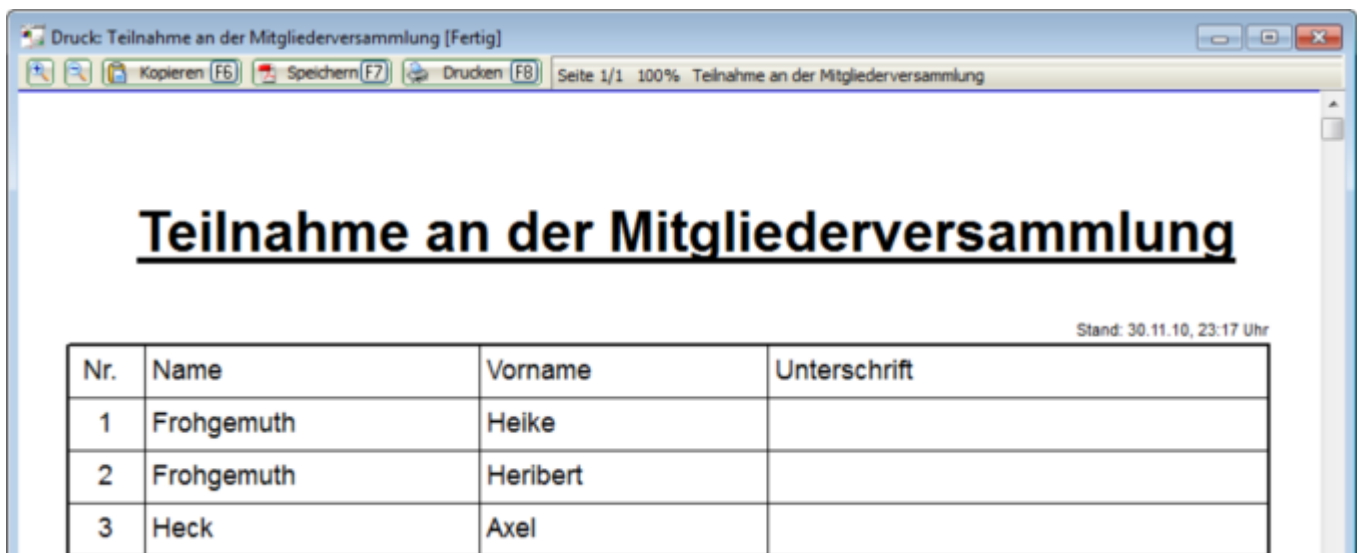 Druck: Teilnahme an der Mitgliederversammlung [Fertig]
Kopieren F6 Speichern F7 Drucken F8 Seite 1/1 100% Teilnahme an der Mitgliederversammlung
Teilnahme an der Mitgliederversammlung
Stand: 30.11.10, 23:17 Uhr
Nr. Name Vorname Unterschrift
1 Frohgemuth Heike
2 Frohgemuth Heribert
3 Heck Axel